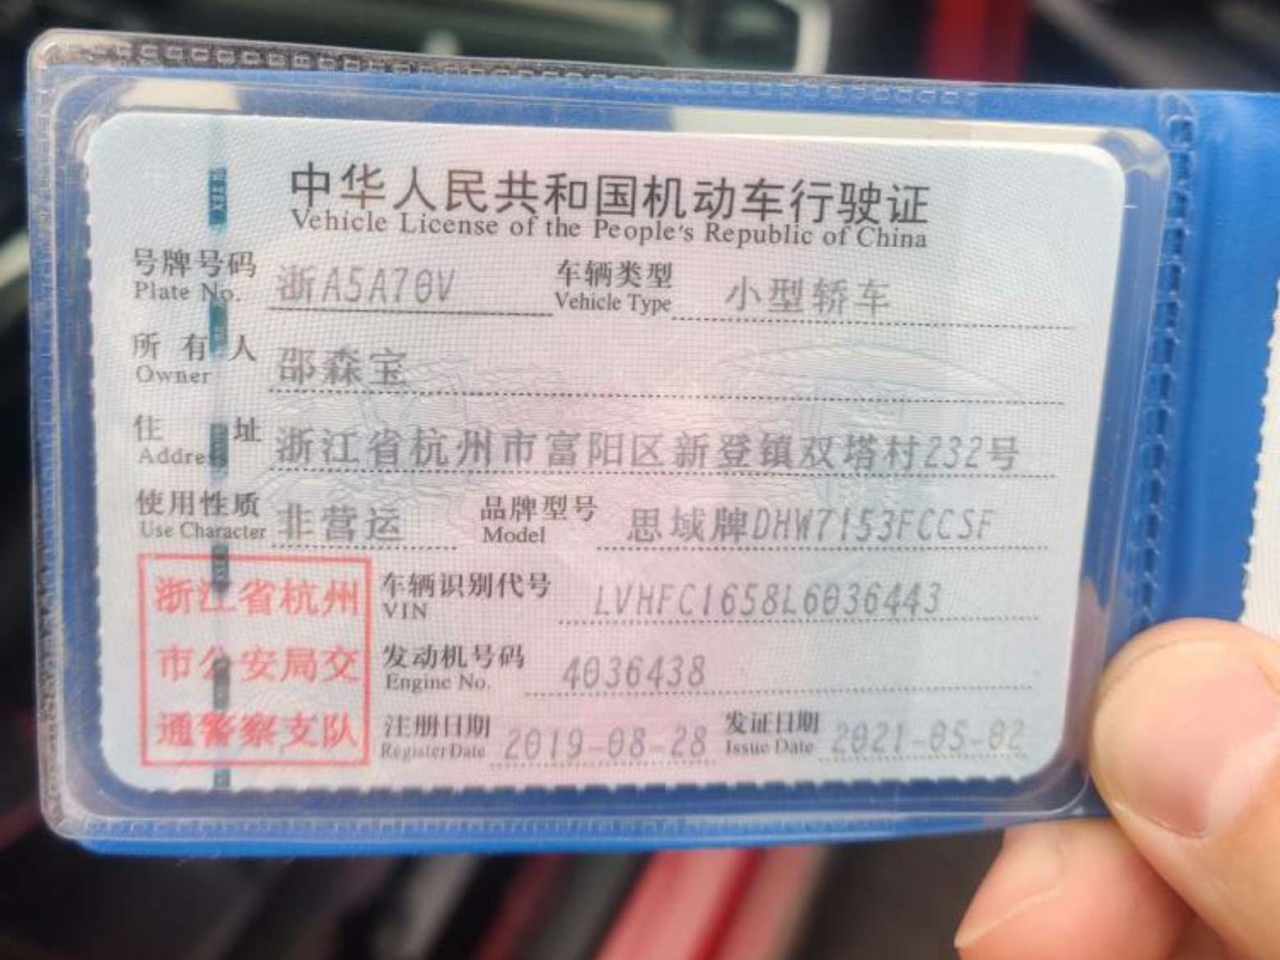 中华人民共和国机动车行驶证
Vehicle License of the People's Republic of China
号牌号码 浙A5A70V 车辆类型 小型轿车
Plate No. Vehicle Type
所有人 邵森宝
Owner
住址 浙江省杭州市富阳区新登镇双塔村232号
Address
使用性质 非营运 品牌型号 思域牌DHW7153FCCSF
Use Character Model
浙江省杭州
市公安局交
通警察支队
车辆识别代号 LVHFC1658L6036443
VIN
发动机号码 4036438
Engine No.
注册日期 2019-08-28 发证日期 2021-05-02
Register Date Issue Date